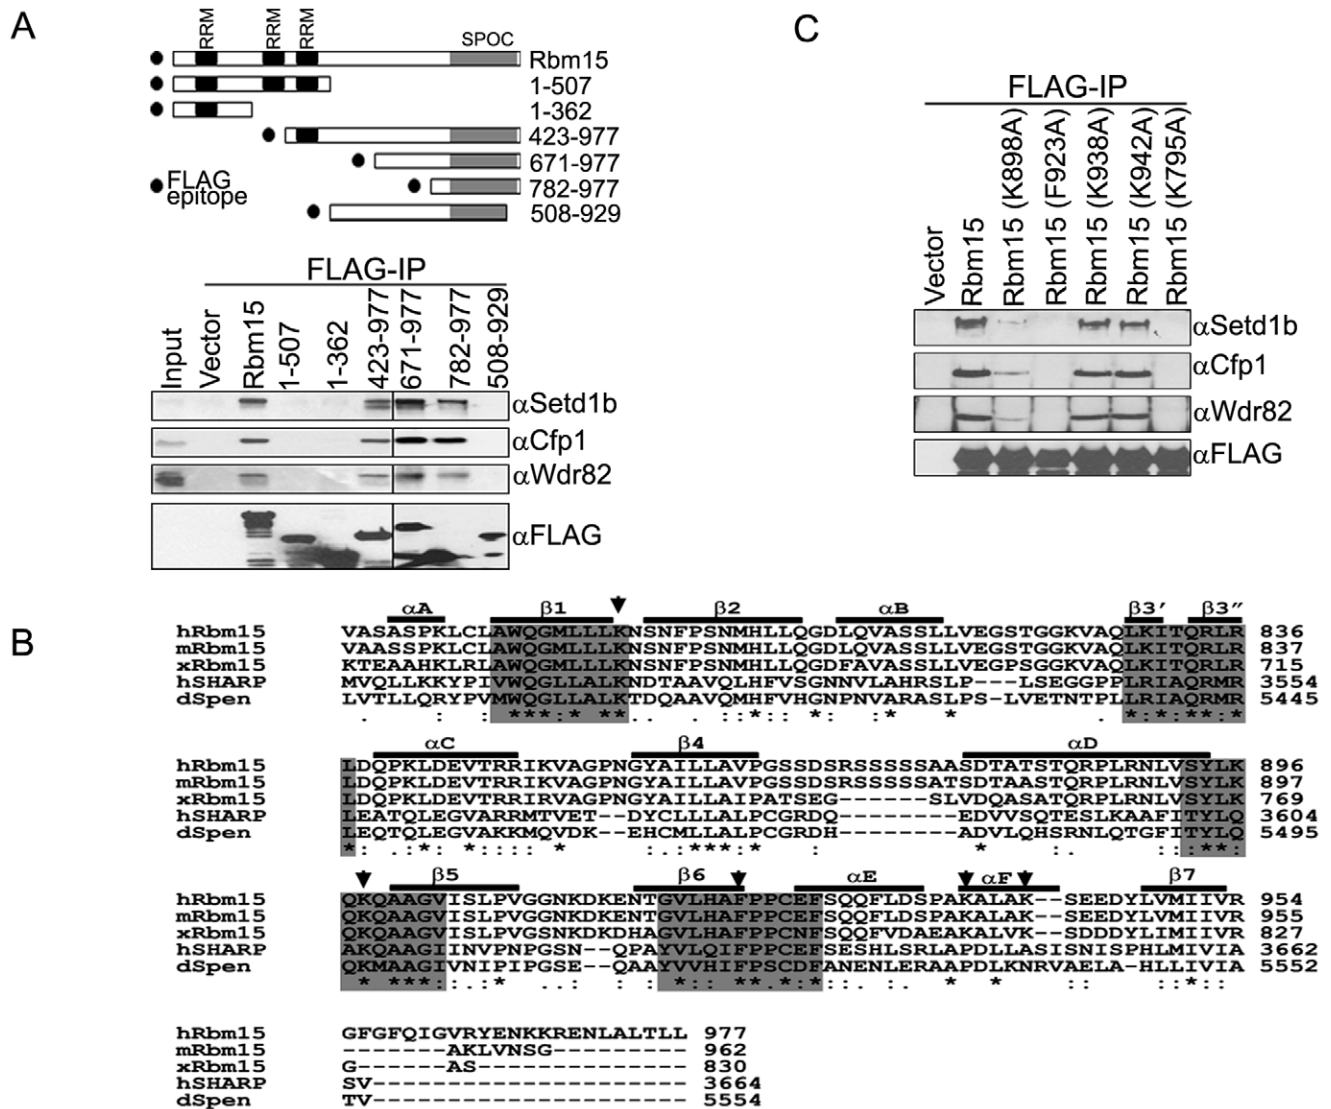 A
RRM
RRM
RRM
SPOC
Rbm15
1-507
1-362
423-977
671-977
782-977
508-929
FLAG
epitope
FLAG-IP
Input
Vector
Rbm15
1-507
1-362
423-977
671-977
782-977
508-929
αSetd1b
αCfp1
αWdr82
αFLAG
C
FLAG-IP
Vector
Rbm15
Rbm15 (K898A)
Rbm15 (F923A)
Rbm15 (K938A)
Rbm15 (K942A)
Rbm15 (K795A)
αSetd1b
αCfp1
αWdr82
αFLAG
B
αA β1 β2 αB β3′ β3″
hRbm15 VASASPKLCLAWQGMLLLKNSNFPSNMHLLQGDLQVASSLLVEGSTGGKVAQLKITQRLR 836
mRbm15 VAASSPKLCLAWQGMLLLKNSNFPSNMHLLQGDLQVASSLLVEGSTGGKVAQLKITQRLR 837
xRbm15 KTEAAHKLRLAWQGMLLLKNSNFPSNMHLLQGDFAVASSLLVEGPSGGKVAQLKITQRLR 715
hSHARP MVQLLKKYPIVWQGLLALKNDTAAVQLHFVSGNNVLAHRSLP---LSEGGPPLRIAQRMR 3554
dSpen LVTLLQRYPVMWQGLLALKTDQAAVQMHFVHGNPNVARASLPS-LVETNTPLLRIAQRMR 5445
αC β4 αD
hRbm15 LDQPKLDEVTRRIKVAGPNGYAILLAVPGSSDSRSSSSSAASDTATSTQRPLRNLVSYLK 896
mRbm15 LDQPKLDEVTRRIKVAGPNGYAILLAVPGSSDSRSSSSSATSDTAASTQRPLRNLVSYLK 897
xRbm15 LDQPKLDEVTRRIRVAGPNGYAILLAIPATSEG-------SLVDQASATQRPLRNLVSYLK 769
hSHARP LEATQLEGVARRMTVET--DYCLLLALPCGRDQ-------EDVVSQTESLKAAFITYLQ 3604
dSpen LEQTQLEGVAKKMQVDK--EHCMLLALPCGRDH-------ADVLQHSRNLQTGFITYLQ 5495
β5 β6 αE αF β7
hRbm15 QKQAAGVISLPVGGNKDKENTGVLHAFPPCEFSQQFLDSPAKALAK--SEEDYLVMIIVR 954
mRbm15 QKQAAGVISLPVGGNKDKENTGVLHAFPPCEFSQQFLDSPAKALAK--SEEDYLVMIIVR 955
xRbm15 QKQAAGVISLPVGSNKDKDHTGVLHAFPPCNFSQQFVDAEAKALVK--SDDDYLIMIIVR 827
hSHARP AKQAAGIINVPNPGSN--QPAYVLQIFPPCEFSESHLSRLAPDLLASISNISPHLMIVIA 3662
dSpen QKMAAGIVNIPIPGSE--QAAYVVHIFPSCDFANENLERAAPDLKNRVAELA-HLLIVIA 5552
hRbm15 GFGFQIGVRYENKKRENLALTLL 977
mRbm15 -------AKLVNSG--------- 962
xRbm15 G------AS-------------- 830
hSHARP SV--------------------- 3664
dSpen TV--------------------- 5554